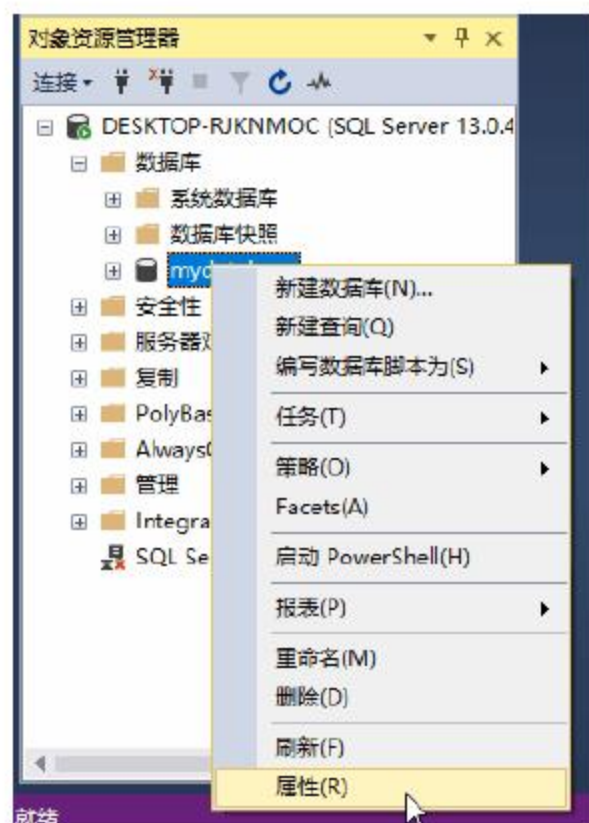 对象资源管理器
连接
DESKTOP-RJKNMOC (SQL Server 13.0.4
数据库
系统数据库
数据库快照
安全性
服务器
复制
PolyBas
Always
管理
Integra
SQL Se
新建数据库(N)...
新建查询(Q)
编写数据库脚本为(S)
任务(T)
策略(O)
Facets(A)
启动 PowerShell(H)
报表(P)
重命名(M)
删除(D)
刷新(F)
属性(R)
就绪